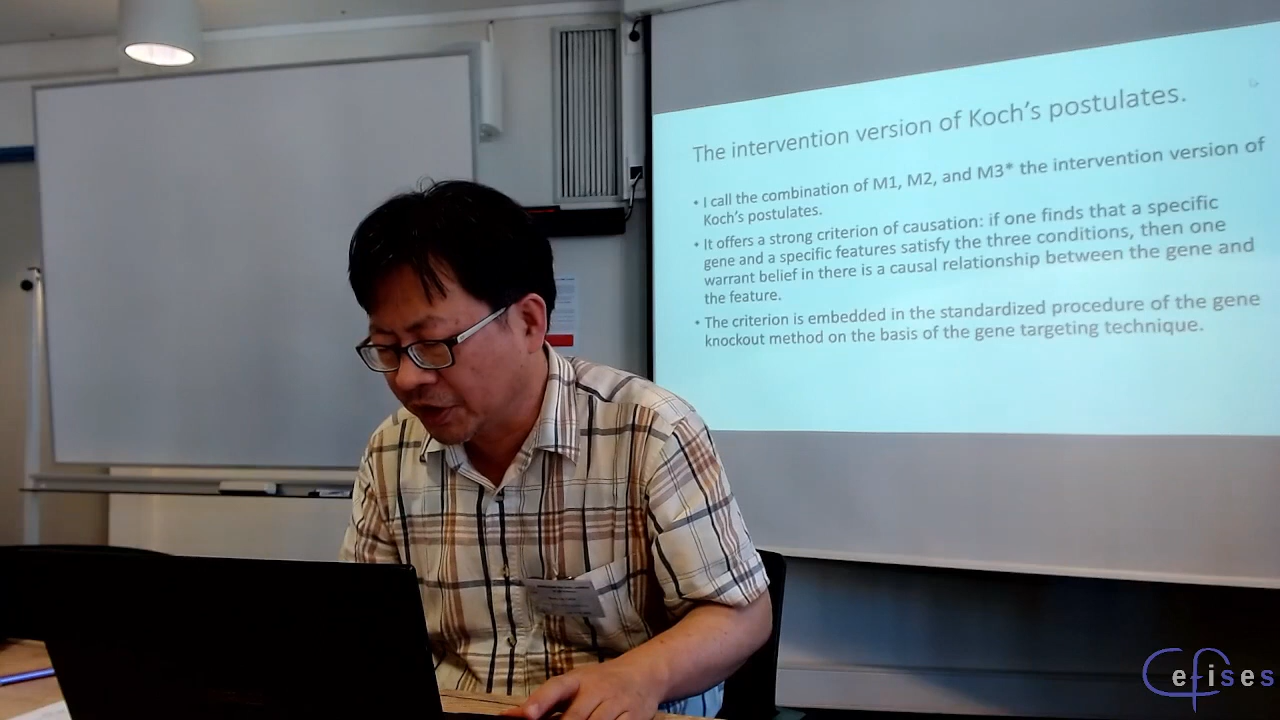 The intervention version of Koch's postulates.
• I call the combination of M1, M2, and M3* the intervention version of
Koch's postulates.
• It offers a strong criterion of causation: if one finds that a specific
gene and a specific features satisfy the three conditions, then one
warrant belief in there is a causal relationship between the gene and
the feature.
• The criterion is embedded in the standardized procedure of the gene
knockout method on the basis of the gene targeting technique.
Cefises